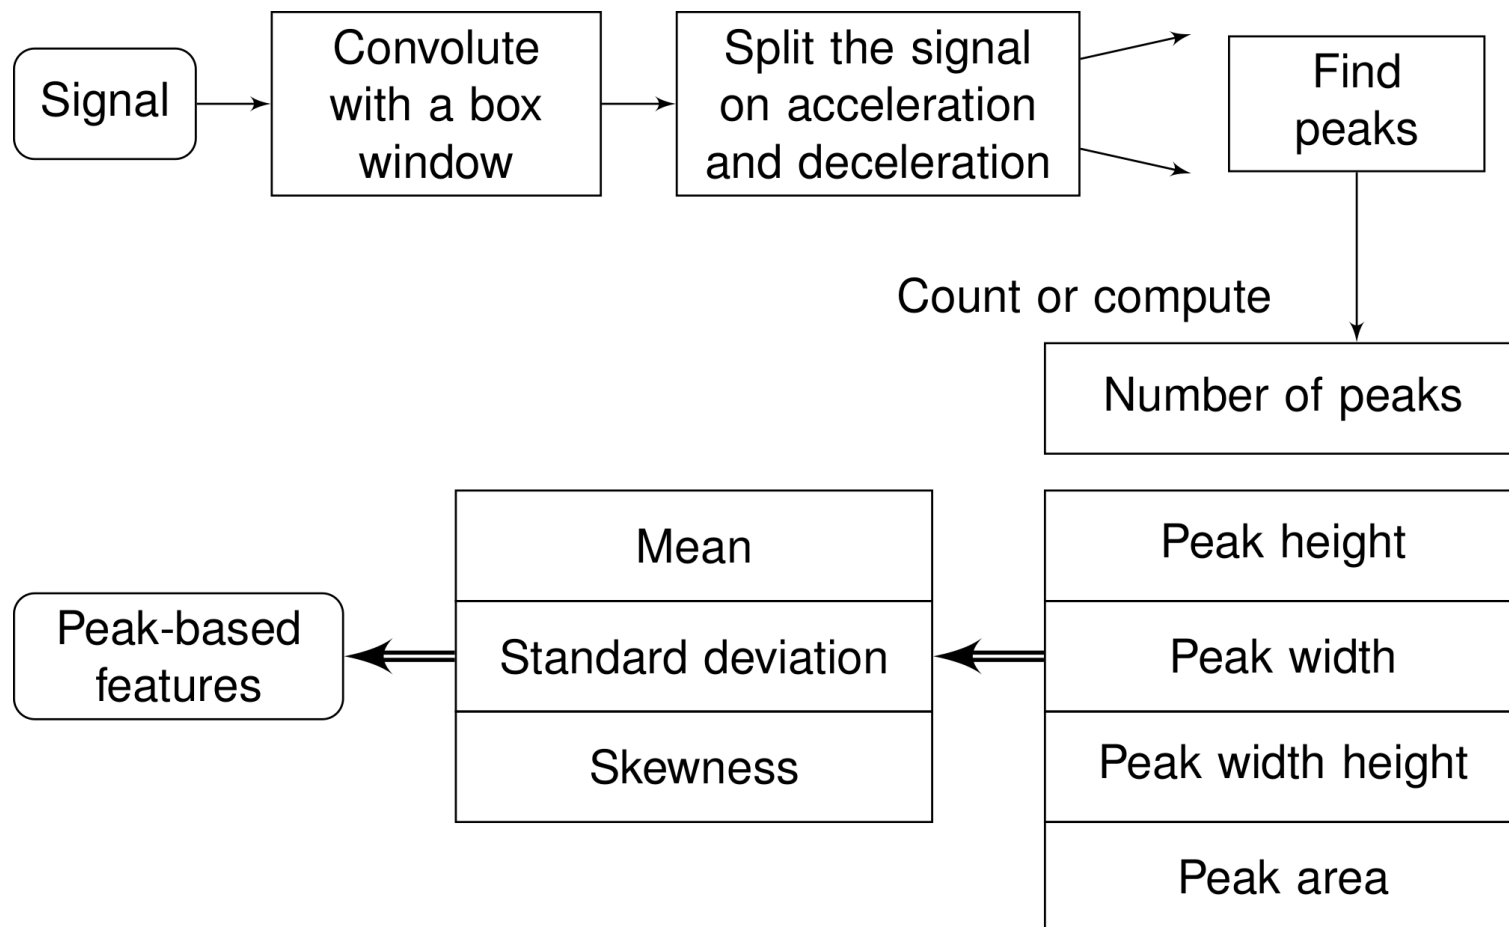 Signal
Convolute
with a box
window
Split the signal
on acceleration
and deceleration
Find
peaks
Count or compute
Number of peaks
Peak height
Peak width
Peak width height
Peak area
Mean
Standard deviation
Skewness
Peak-based
features